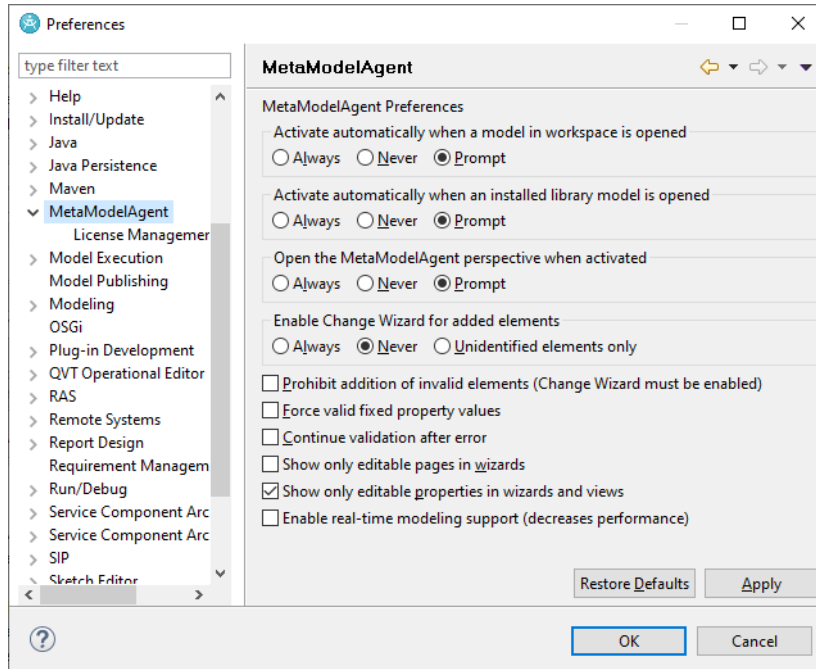 Preferences
type filter text
Help
Install/Update
Java
Java Persistence
Maven
MetaModelAgent
License Managemer
Model Execution
Model Publishing
Modeling
OSGi
Plug-in Development
QVT Operational Editor
RAS
Remote Systems
Report Design
Requirement Managem
Run/Debug
Service Component Arc
Service Component Arc
SIP
Sketch Editor
MetaModelAgent
MetaModelAgent Preferences
Activate automatically when a model in workspace is opened
Always Never Prompt
Activate automatically when an installed library model is opened
Always Never Prompt
Open the MetaModelAgent perspective when activated
Always Never Prompt
Enable Change Wizard for added elements
Always Never Unidentified elements only
Prohibit addition of invalid elements (Change Wizard must be enabled)
Force valid fixed property values
Continue validation after error
Show only editable pages in wizards
Show only editable properties in wizards and views
Enable real-time modeling support (decreases performance)
Restore Defaults Apply
? OK Cancel